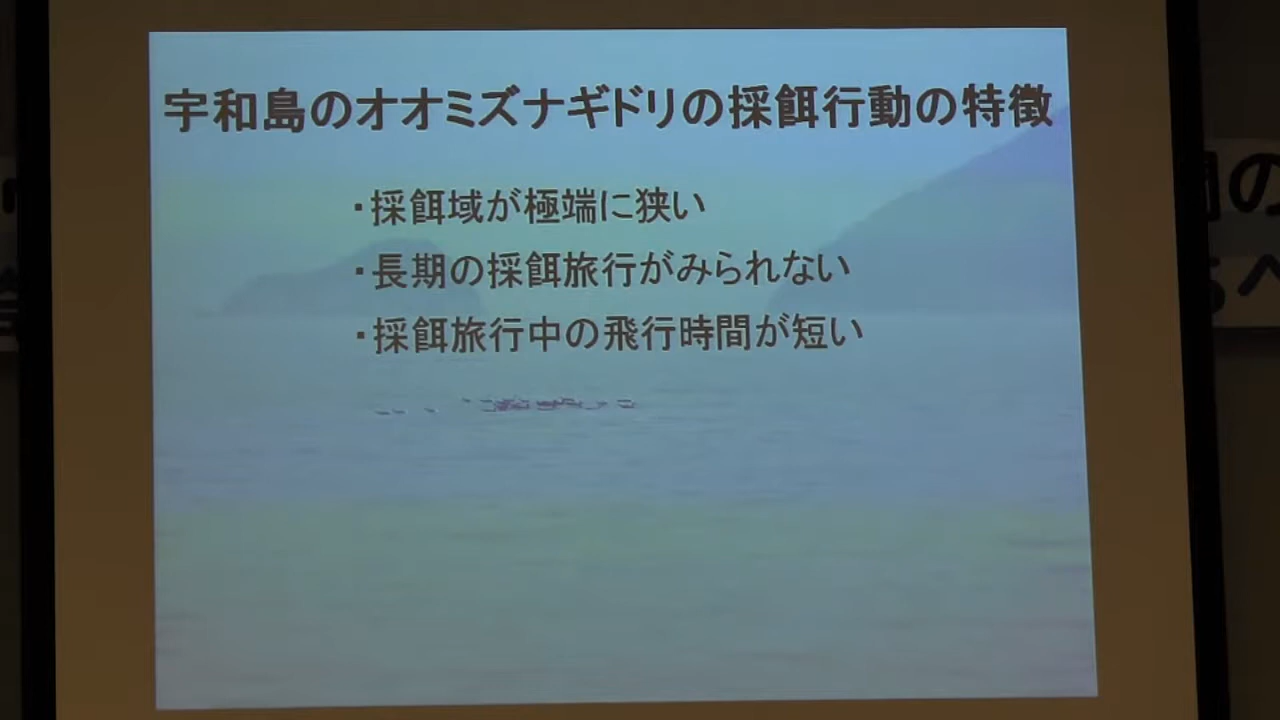 宇和島のオオミズナギドリの採餌行動の特徴
・採餌域が極端に狭い
・長期の採餌旅行がみられない
・採餌旅行中の飛行時間が短い